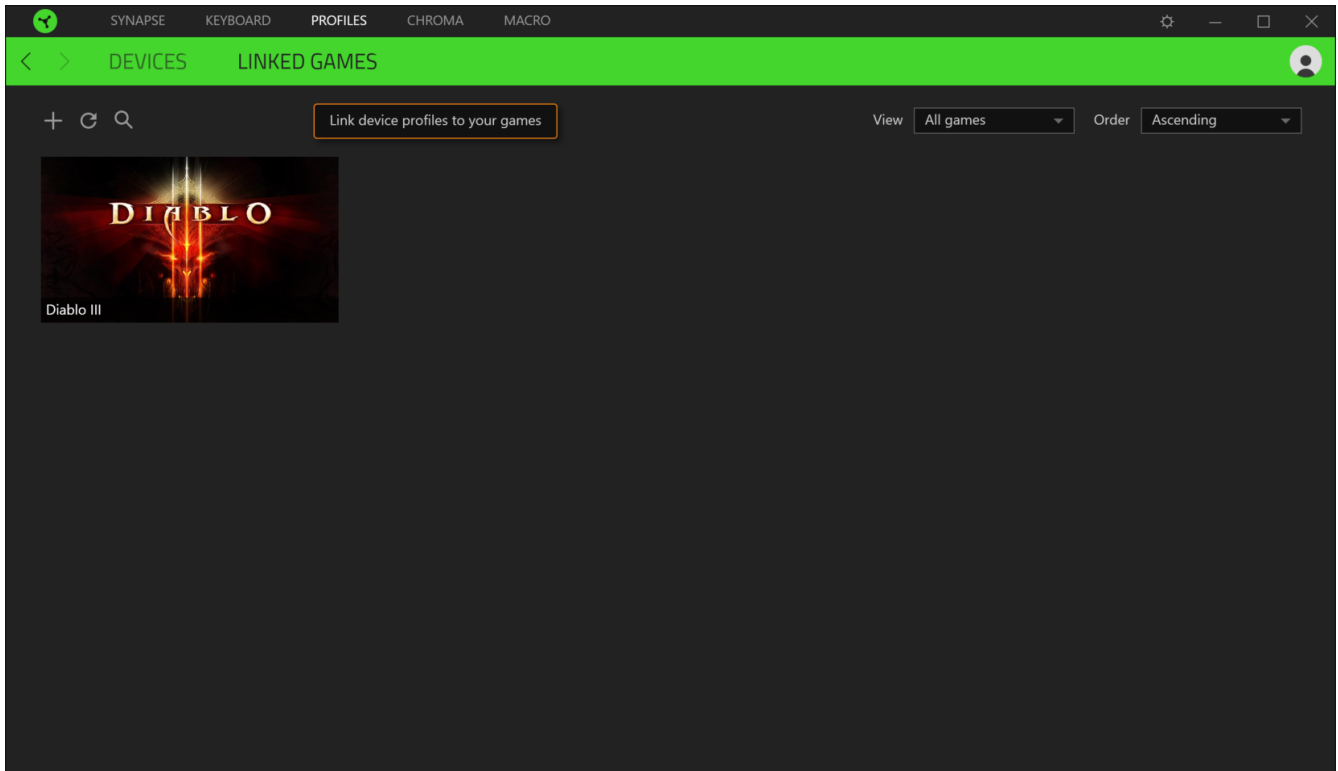 SYNAPSE KEYBOARD PROFILES CHROMA MACRO
DEVICES LINKED GAMES
Link device profiles to your games View All games Order Ascending
DIABLO
Diablo III